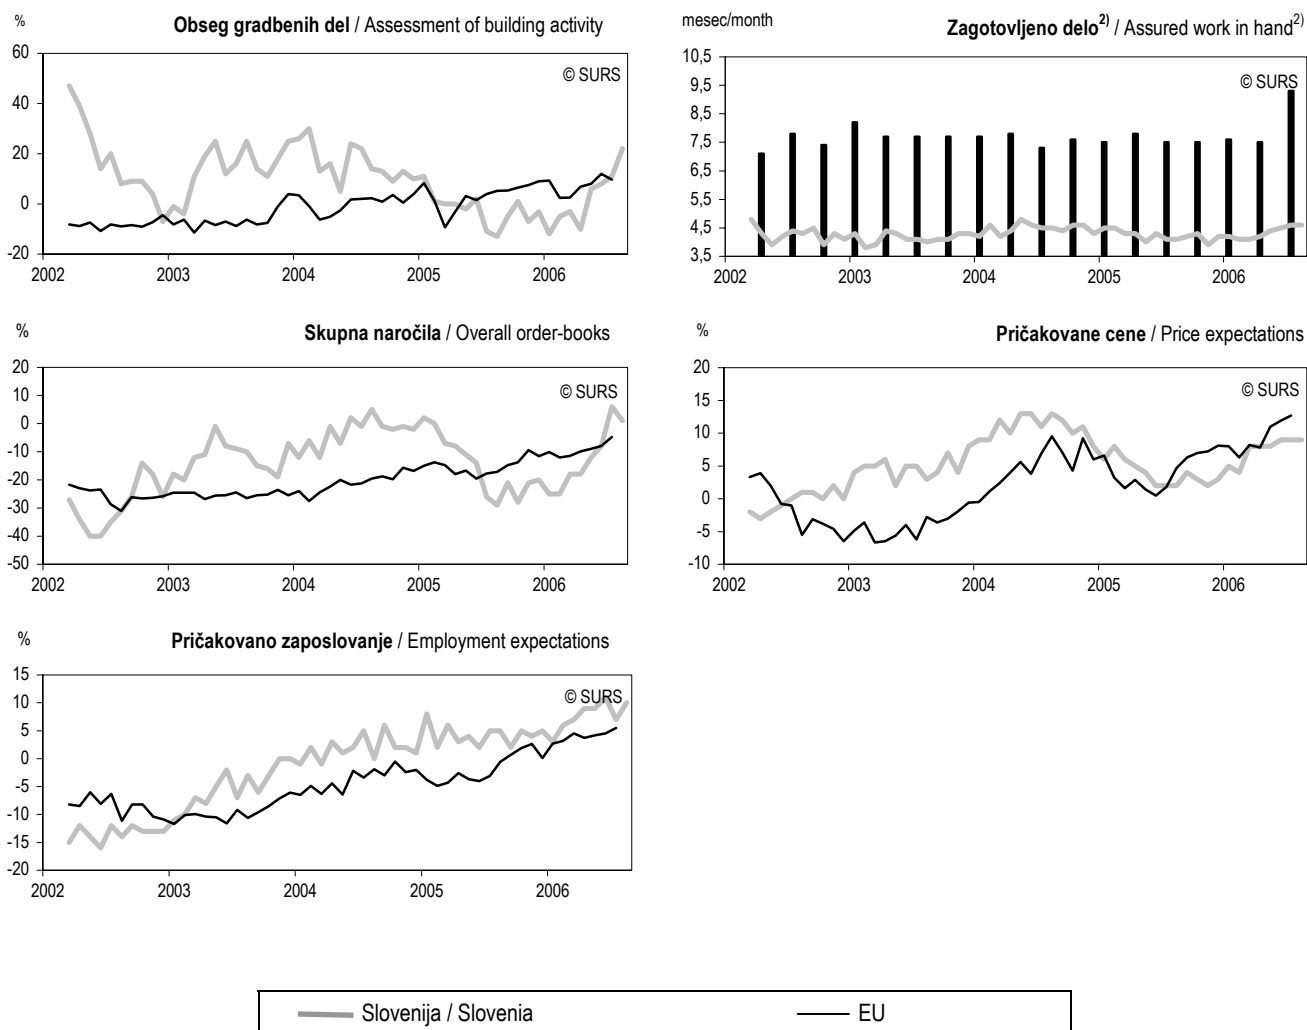 %
Obseg gradbenih del / Assessment of building activity
60
40
20
0
-20
© SURS
2002 2003 2004 2005 2006
mesec/month
Zagotovljeno delo2) / Assured work in hand2)
10,5
9,5
8,5
7,5
6,5
5,5
4,5
3,5
© SURS
2002 2003 2004 2005 2006
%
Skupna naročila / Overall order-books
20
10
0
-10
-20
-30
-40
-50
© SURS
2002 2003 2004 2005 2006
%
Pričakovane cene / Price expectations
20
15
10
5
0
-5
-10
© SURS
2002 2003 2004 2005 2006
%
Pričakovano zaposlovanje / Employment expectations
15
10
5
0
-5
-10
-15
-20
© SURS
2002 2003 2004 2005 2006
Slovenija / Slovenia EU